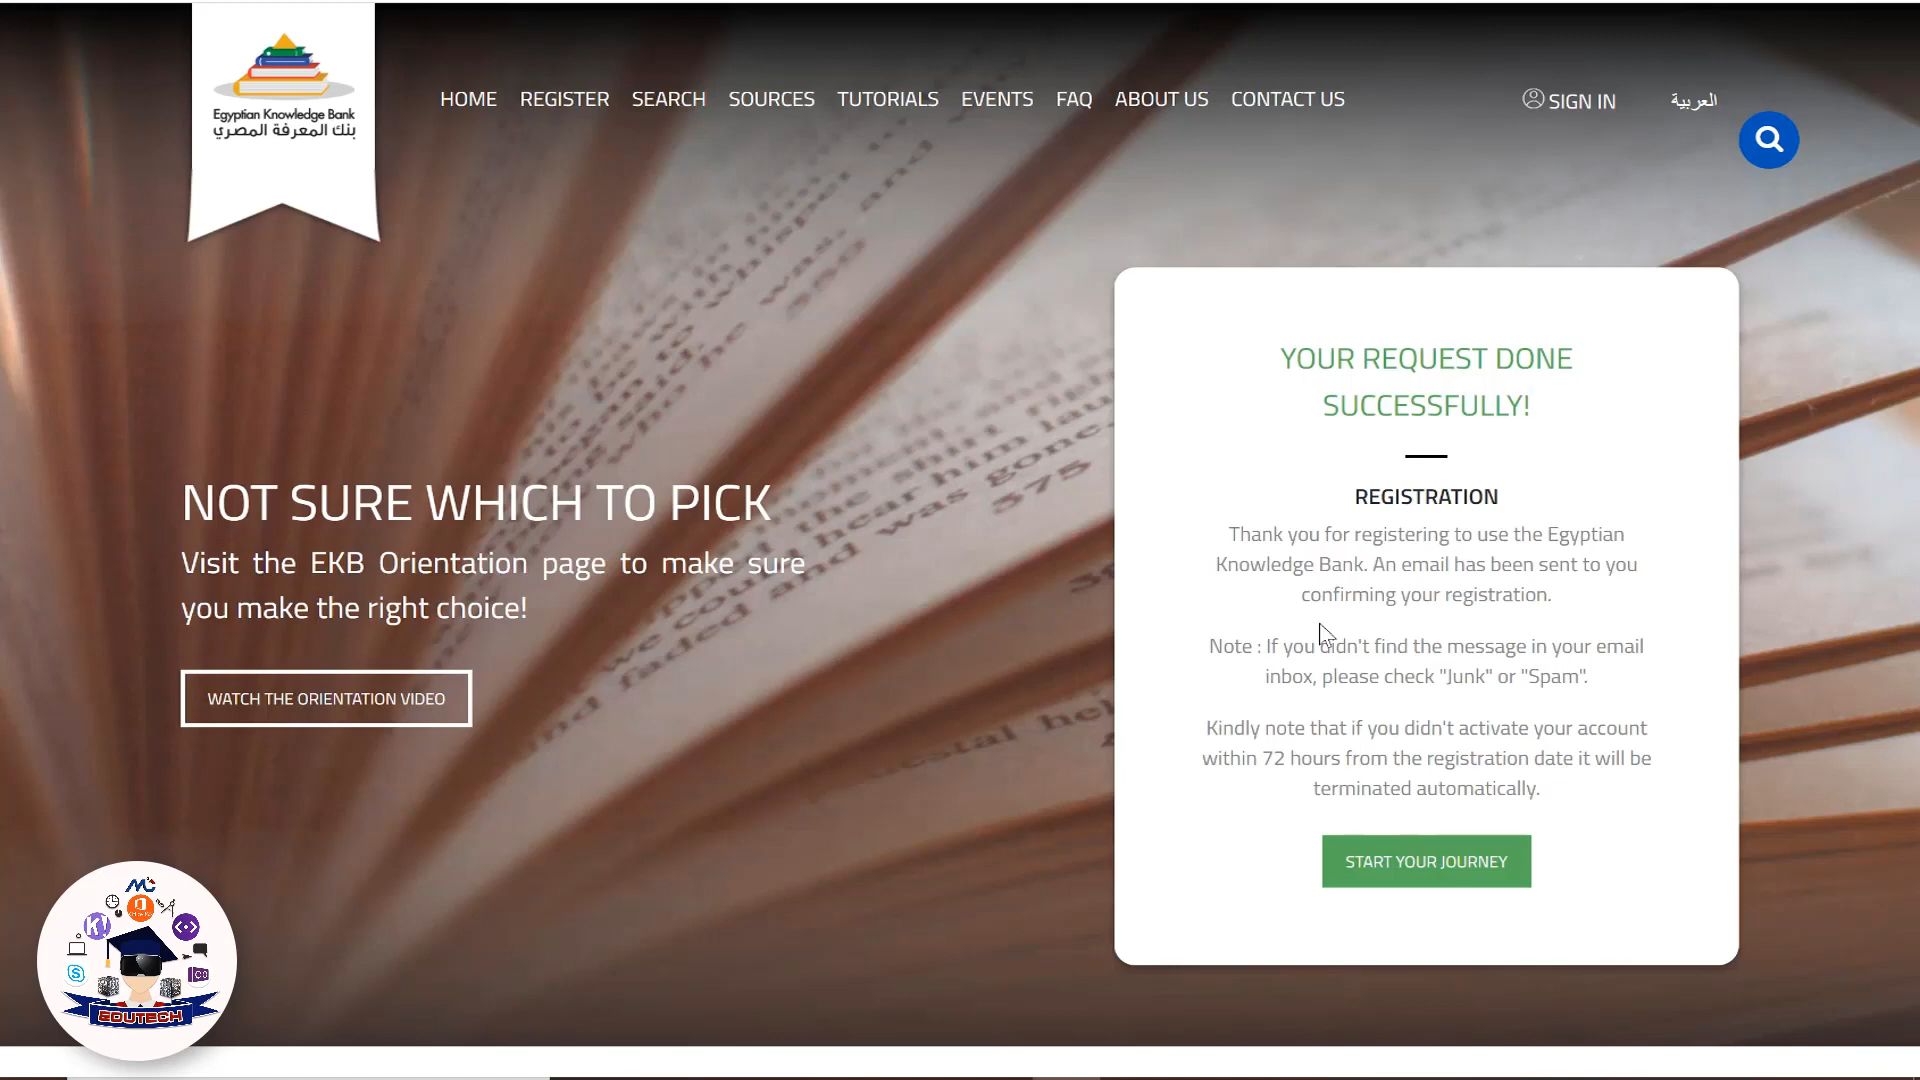 Egyptian Knowledge Bank
بنك المعرفة المصري
HOME REGISTER SEARCH SOURCES TUTORIALS EVENTS FAQ ABOUT US CONTACT US
SIGN IN
العربية
NOT SURE WHICH TO PICK
Visit the EKB Orientation page to make sure
you make the right choice!
WATCH THE ORIENTATION VIDEO
YOUR REQUEST DONE
SUCCESSFULLY!
REGISTRATION
Thank you for registering to use the Egyptian
Knowledge Bank. An email has been sent to you
confirming your registration.
Note : If you didn't find the message in your email
inbox, please check "Junk" or "Spam".
Kindly note that if you didn't activate your account
within 72 hours from the registration date it will be
terminated automatically.
START YOUR JOURNEY
EDUTECH